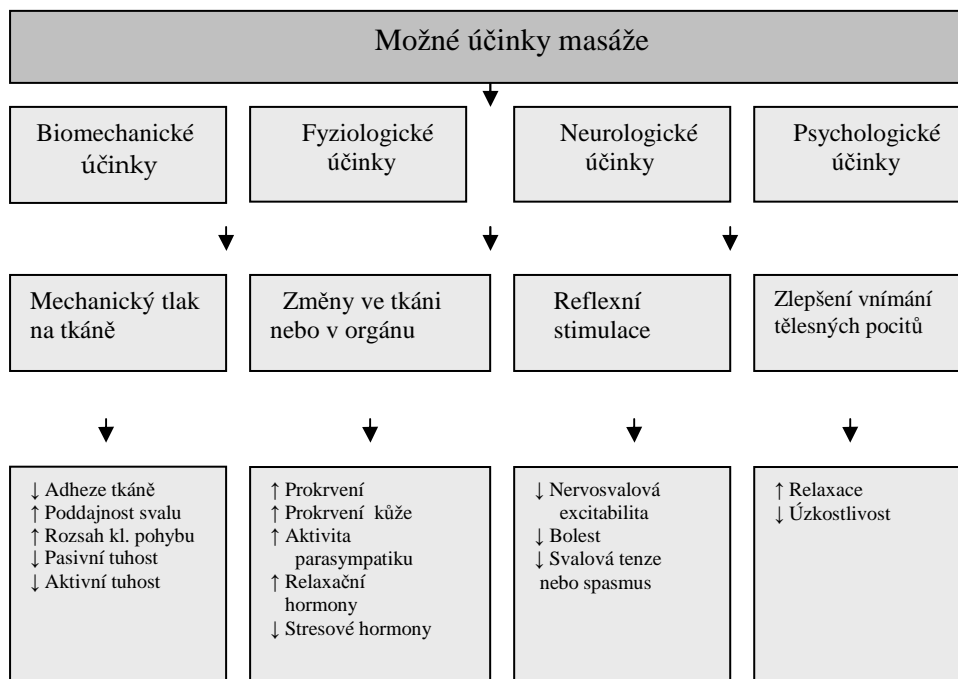 Možné účinky masáže
Biomechanické
účinky
Fyziologické
účinky
Neurologické
účinky
Psychologické
účinky
Mechanický tlak
na tkáně
Změny ve tkáni
nebo v orgánu
Reflexní
stimulace
Zlepšení vnímání
tělesných pocitů
↓ Adheze tkáně
↑ Poddajnost svalu
↑ Rozsah kl. pohybu
↓ Pasivní tuhost
↓ Aktivní tuhost
↑ Prokrvení
↑ Prokrvení kůže
↑ Aktivita
parasympatiku
↑ Relaxační
hormony
↓ Stresové hormony
↓ Nervosvalová
excitabilita
↓ Bolest
↓ Svalová tenze
nebo spasmus
↑ Relaxace
↓ Úzkostlivost